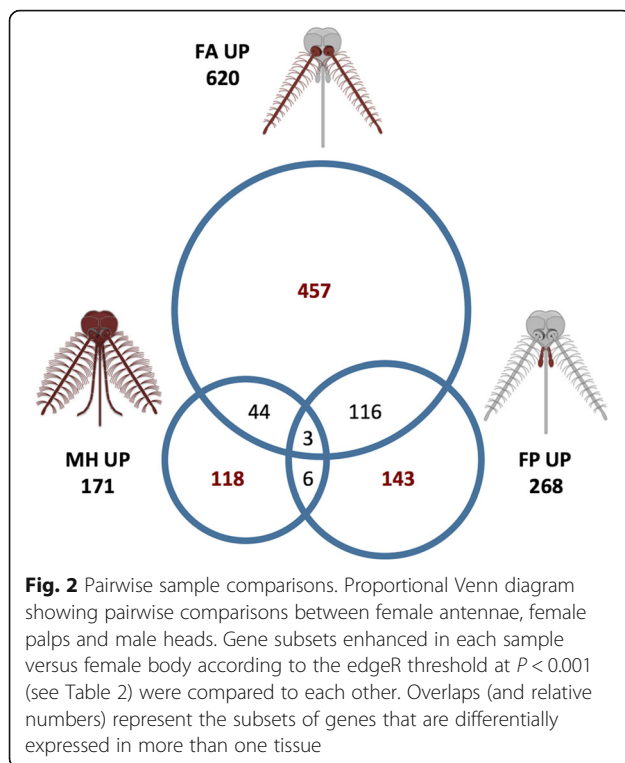 FA UP
620
457
44
116
3
MH UP
171
118
6
143
FP UP
268
Fig. 2 Pairwise sample comparisons. Proportional Venn diagram
showing pairwise comparisons between female antennae, female
palps and male heads. Gene subsets enhanced in each sample
versus female body according to the edgeR threshold at P < 0.001
(see Table 2) were compared to each other. Overlaps (and relative
numbers) represent the subsets of genes that are differentially
expressed in more than one tissue